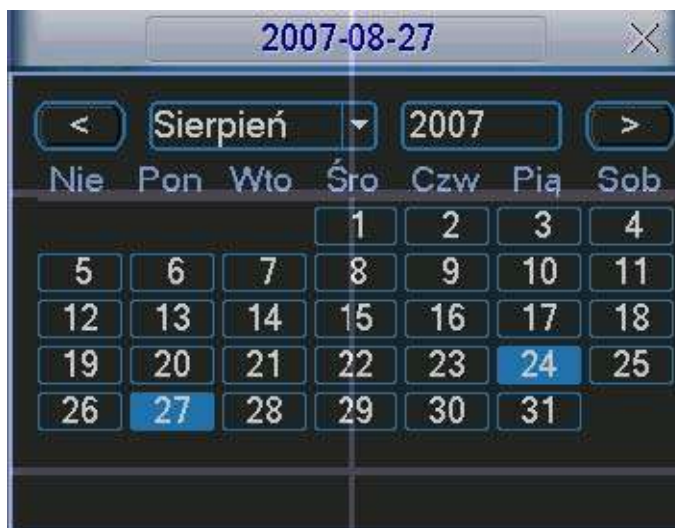 2007-08-27
< Sierpień 2007 >
Nie Pon Wto Śro Czw Pią Sob
1 2 3 4
5 6 7 8 9 10 11
12 13 14 15 16 17 18
19 20 21 22 23 24 25
26 27 28 29 30 31